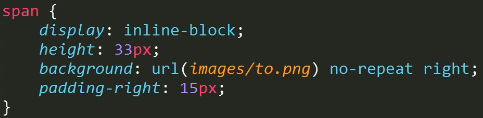 span {
    display: inline-block;
    height: 33px;
    background: url(images/to.png) no-repeat right;
    padding-right: 15px;
}